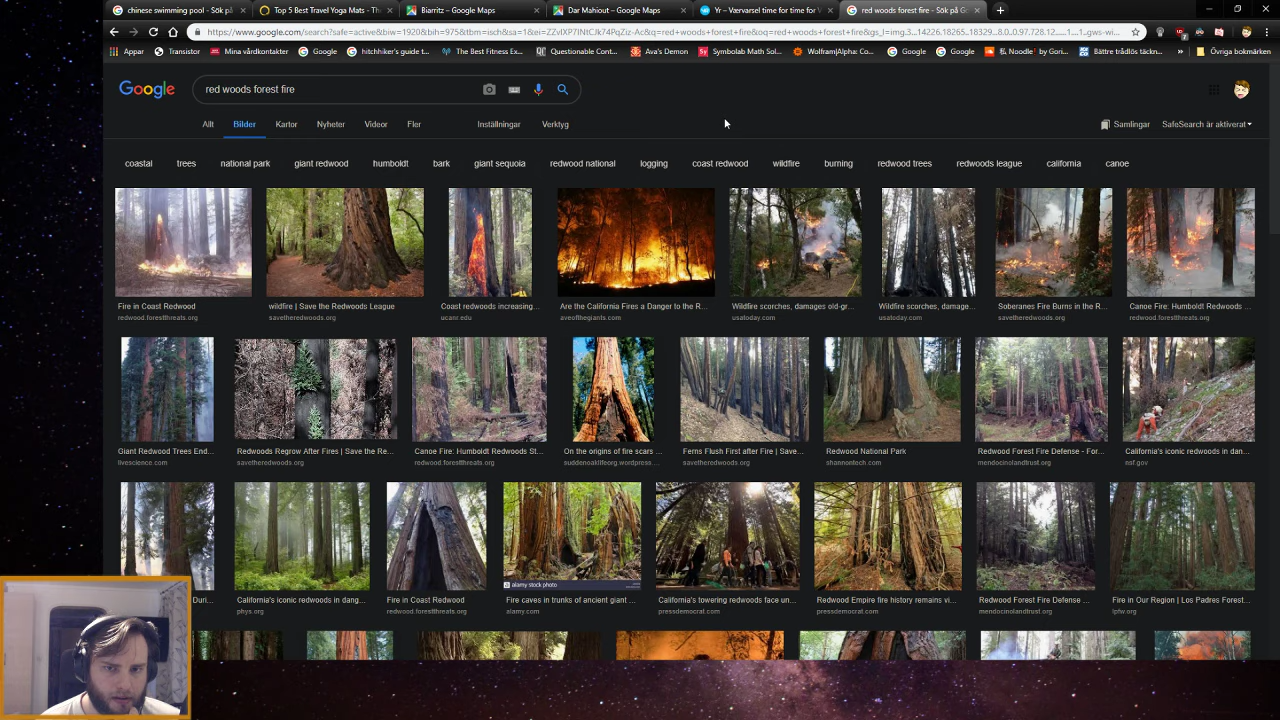 chinese swimming pool - Sök på
Top 5 Best Travel Yoga Mats - The
Biarritz – Google Maps
Dar Mahiout – Google Maps
Yr – Værvarsel time for time for V
red woods forest fire - Sök på G
Appar
Transistor
Mina vårdkontakter
Google
hitchhiker's guide t...
The Best Fitness Ex...
Questionable Cont...
Ava's Demon
Symbolab Math Sol...
Wolfram|Alpha: Co...
Google
Google
Noodle' by Gori...
Bättre trådlös täckn...
Övriga bokmärken
Google
red woods forest fire
Allt
Bilder
Kartor
Nyheter
Videor
Fler
Inställningar
Verktyg
Samlingar
SafeSearch är aktiverat
coastal
trees
national park
giant redwood
humboldt
bark
giant sequoia
redwood national
logging
coast redwood
wildfire
burning
redwood trees
redwoods league
california
canoe
Fire in Coast Redwood
redwood.forestthreats.org
wildfire | Save the Redwoods League
savetheredwoods.org
Coast redwoods increasing...
ucanr.edu
Are the California Fires a Danger to the R...
aveofthegiants.com
Wildfire scorches, damages old-gr...
usatoday.com
Wildfire scorches, damage...
usatoday.com
Soberanes Fire Burns in the R...
savetheredwoods.org
Canoe Fire: Humboldt Redwoods ...
redwood.forestthreats.org
Giant Redwood Trees End...
livescience.com
Redwoods Regrow After Fires | Save the Re...
savetheredwoods.org
Canoe Fire: Humboldt Redwoods St...
redwood.forestthreats.org
On the origins of fire scars ...
suddenoaklifeorg.wordpress...
Ferns Flush First after Fire | Save...
savetheredwoods.org
Redwood National Park
shannontech.com
Redwood Forest Fire Defense - For...
mendocinolandtrust.org
California's iconic redwoods in dan...
nsf.gov
Duri...
California's iconic redwoods in dang...
phys.org
Fire in Coast Redwood
redwood.forestthreats.org
alamy stock photo
Fire caves in trunks of ancient giant ...
alamy.com
California's towering redwoods face un...
pressdemocrat.com
Redwood Empire fire history remains vi...
pressdemocrat.com
Redwood Forest Fire Defense ...
mendocinolandtrust.org
Fire in Our Region | Los Padres Forest...
lpfw.org